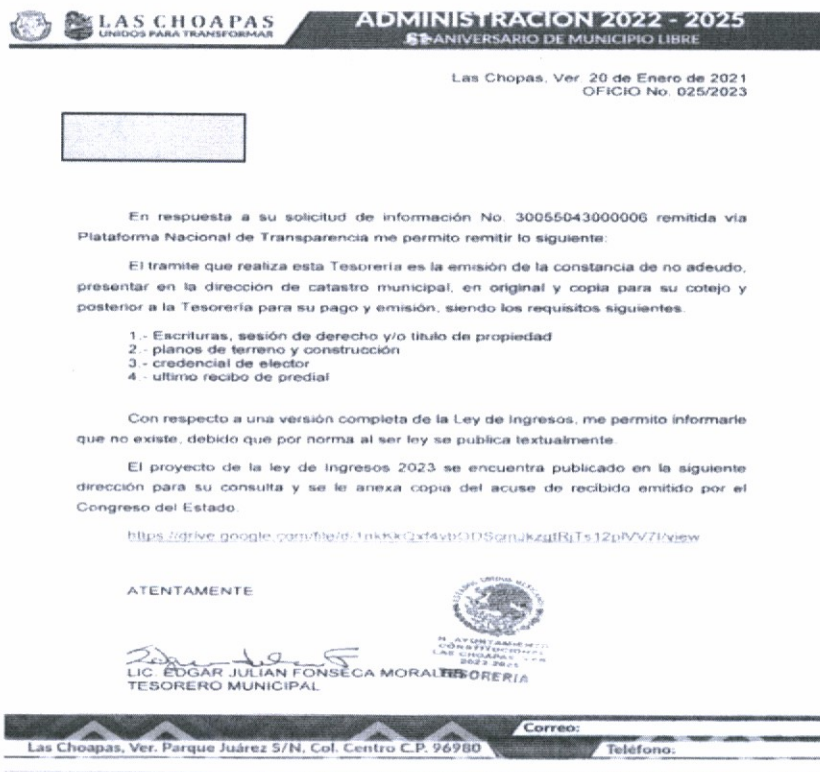 LAS CHOAPAS
UNIDOS PARA TRANSFORMAR
ADMINISTRACIÓN 2022 - 2025
ANIVERSARIO DE MUNICIPIO LIBRE
Las Chopas, Ver. 20 de Enero de 2021
OFICIO No. 025/2023
En respuesta a su solicitud de información No. 30055043000006 remitida vía
Plataforma Nacional de Transparencia me permito remitir lo siguiente:
El tramite que realiza esta Tesorería es la emisión de la constancia de no adeudo,
presentar en la dirección de catastro municipal, en original y copia para su cotejo y
posterior a la Tesorería para su pago y emisión, siendo los requisitos siguientes.
1.- Escrituras, sesión de derecho y/o titulo de propiedad
2.- planos de terreno y construcción
3.- credencial de elector
4.- ultimo recibo de predial
Con respecto a una versión completa de la Ley de Ingresos, me permito informarle
que no existe, debido que por norma al ser ley se publica textualmente.
El proyecto de la ley de Ingresos 2023 se encuentra publicado en la siguiente
dirección para su consulta y se le anexa copia del acuse de recibido emitido por el
Congreso del Estado.
ATENTAMENTE
H. AYUNTAMIENTO
CONSTITUCIONAL
LAS CHOAPAS, VER
2022-2025
TESORERIA
LIC. EDGAR JULIAN FONSECA MORALES
TESORERO MUNICIPAL
Correo:
Las Choapas, Ver. Parque Juárez S/N, Col. Centro C.P. 96980
Teléfono: